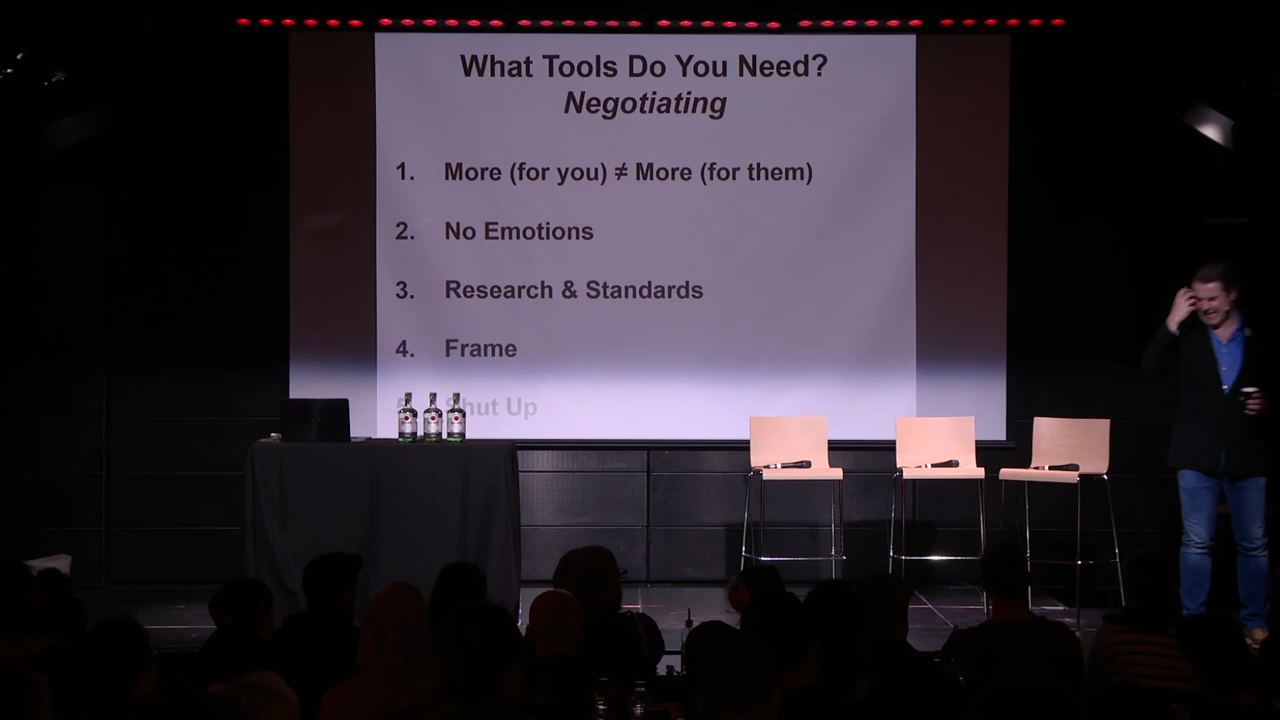 What Tools Do You Need?
Negotiating
1. More (for you) ≠ More (for them)
2. No Emotions
3. Research & Standards
4. Frame
Shut Up